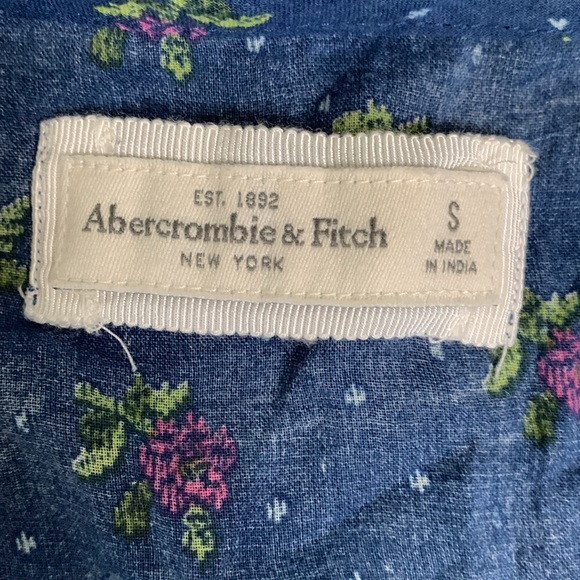 EST. 1892
Abercrombie & Fitch
NEW YORK
S
MADE
IN INDIA